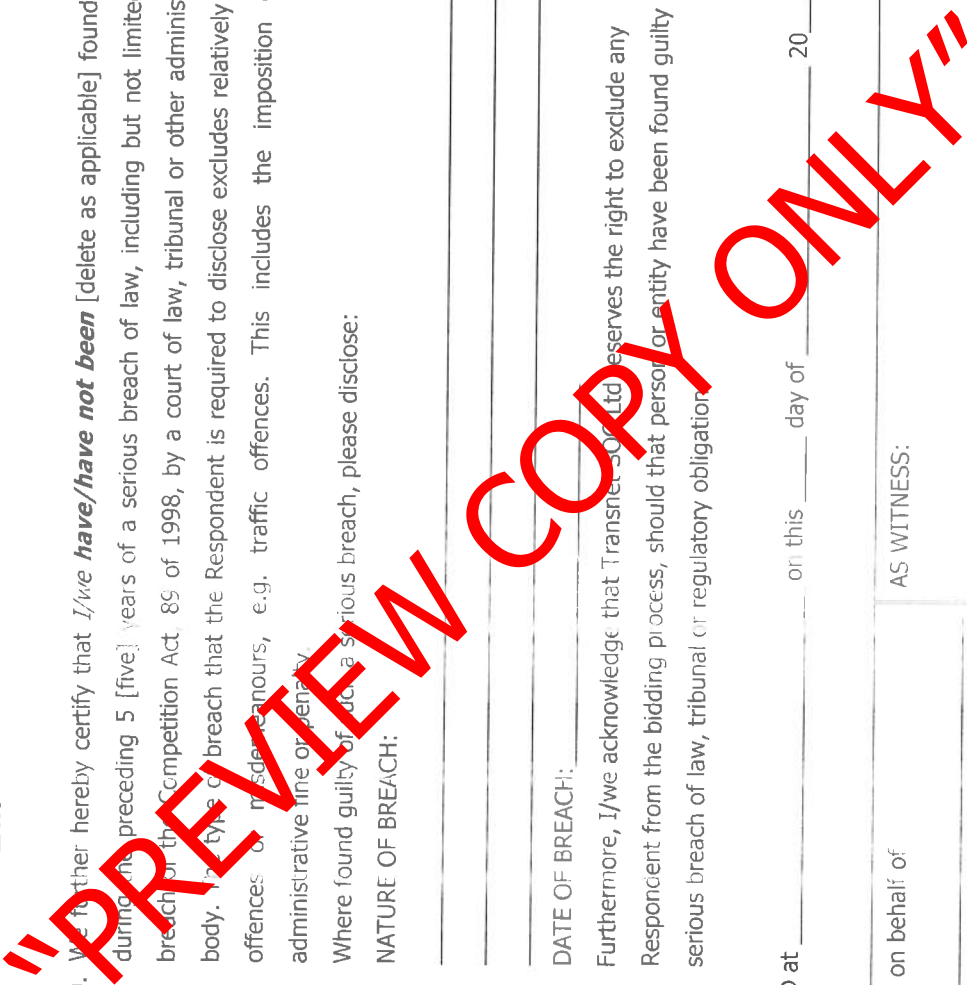 We further hereby certify that I/we have/have not been [delete as applicable] found
during the preceding 5 [five] years of a serious breach of law, including but not limite
breach of the Competition Act, 89 of 1998, by a court of law, tribunal or other adminis
body. The type of breach that the Respondent is required to disclose excludes relatively
offences or misdemeanours, e.g. traffic offences. This includes the imposition
administrative fine or penalty.
Where found guilty of such a serious breach, please disclose:
NATURE OF BREACH:
DATE OF BREACH:
Furthermore, I/we acknowledge that Transnet SOC Ltd reserves the right to exclude any
Respondent from the bidding process, should that person or entity have been found guilty
serious breach of law, tribunal or regulatory obligation.
at on this day of 20
on behalf of AS WITNESS:
“PREVIEW COPY ONLY”